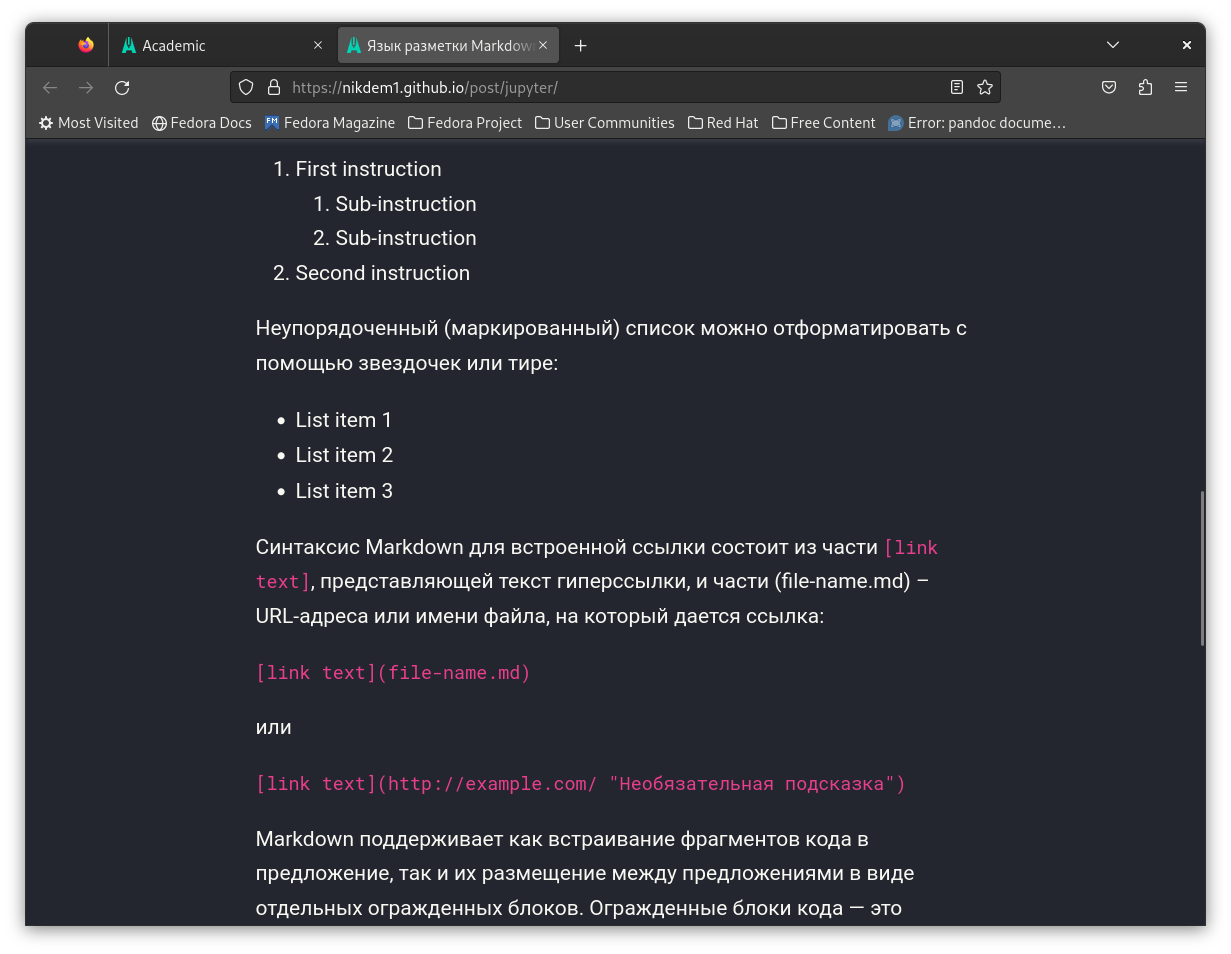 Academic
Язык разметки Markdow
https://nikdem1.github.io/post/jupyter/
Most Visited Fedora Docs FM Fedora Magazine Fedora Project User Communities Red Hat Free Content Error: pandoc docume…
1. First instruction
1. Sub-instruction
2. Sub-instruction
2. Second instruction
Неупорядоченный (маркированный) список можно отформатировать с
помощью звездочек или тире:
• List item 1
• List item 2
• List item 3
Синтаксис Markdown для встроенной ссылки состоит из части [link
text], представляющей текст гиперссылки, и части (file-name.md) –
URL-адреса или имени файла, на который дается ссылка:
[link text](file-name.md)
или
[link text](http://example.com/ "Необязательная подсказка")
Markdown поддерживает как встраивание фрагментов кода в
предложение, так и их размещение между предложениями в виде
отдельных огражденных блоков. Огражденные блоки кода — это